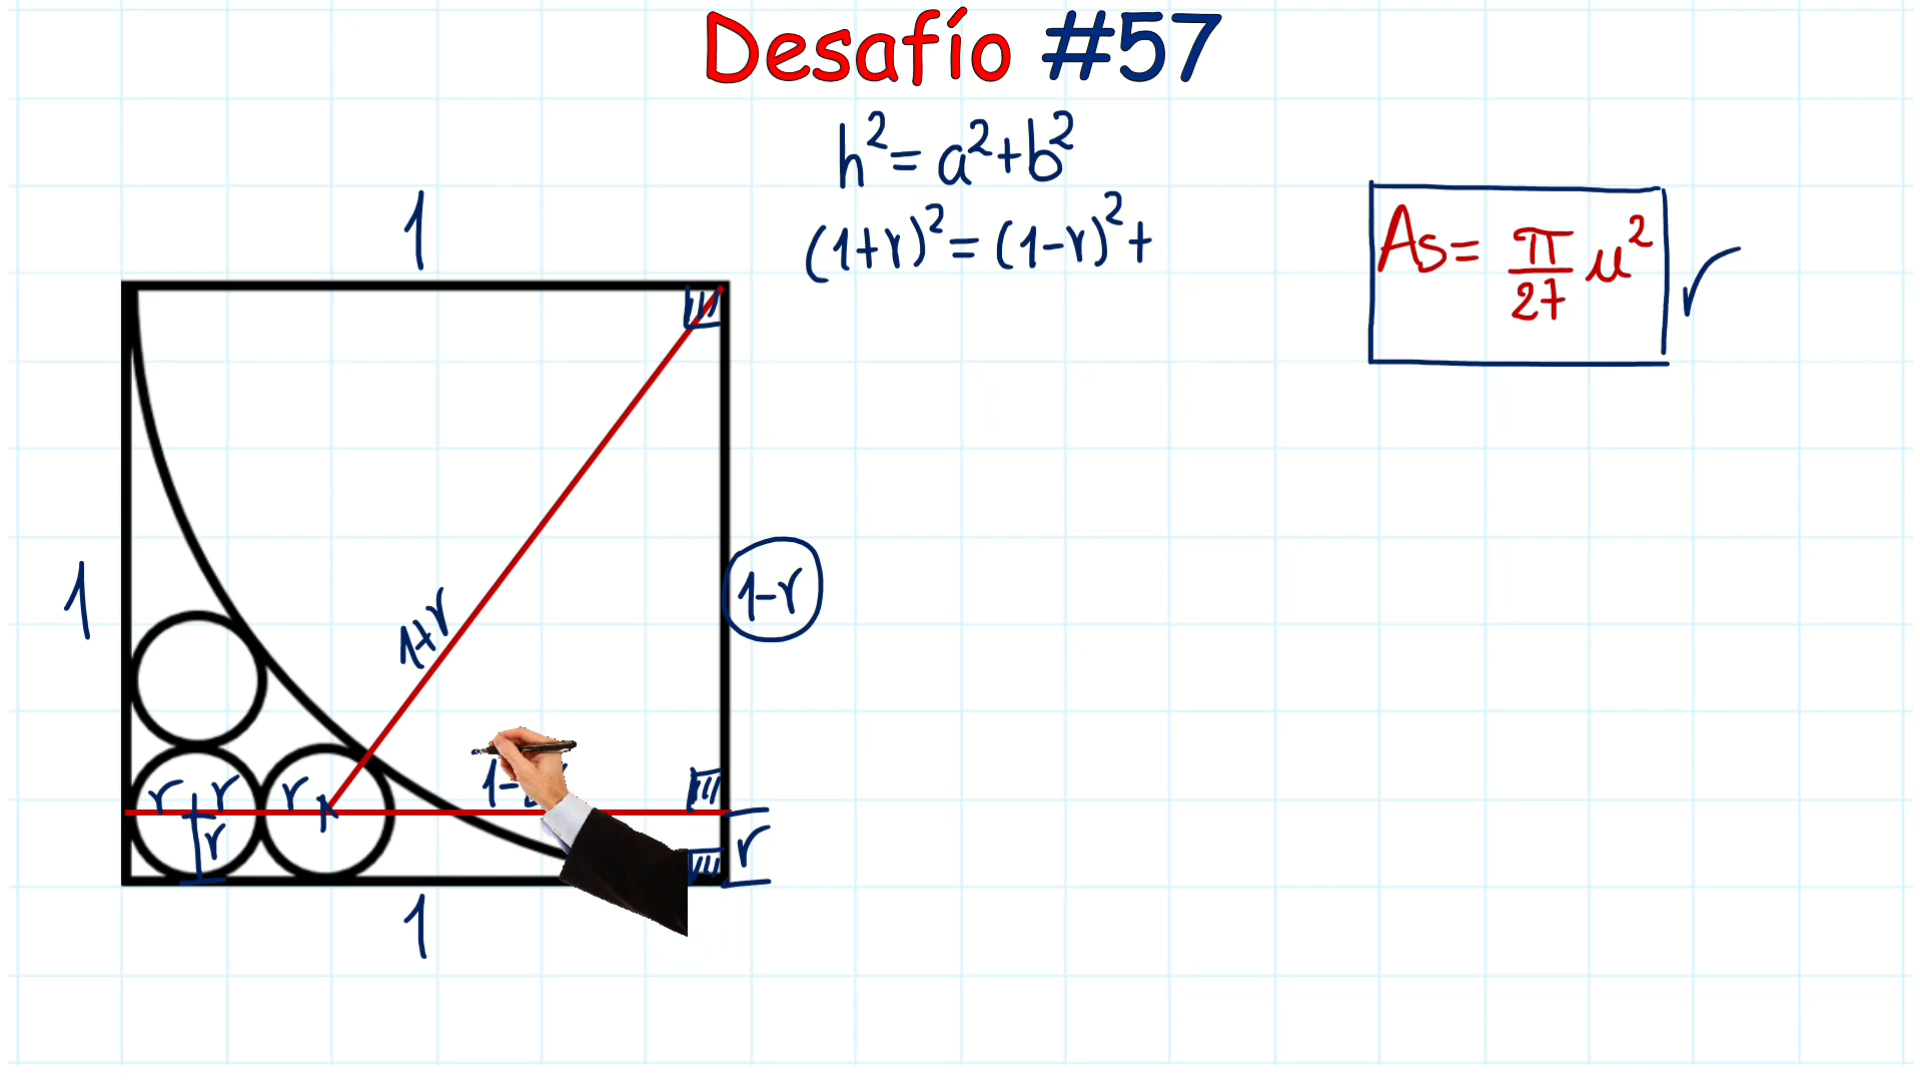 Desafío #57
h²= a²+b²
(1+r)²= (1-r)²+
As= π/27 u²
r
1
1
1-r
1+r
r r r
r
r
1